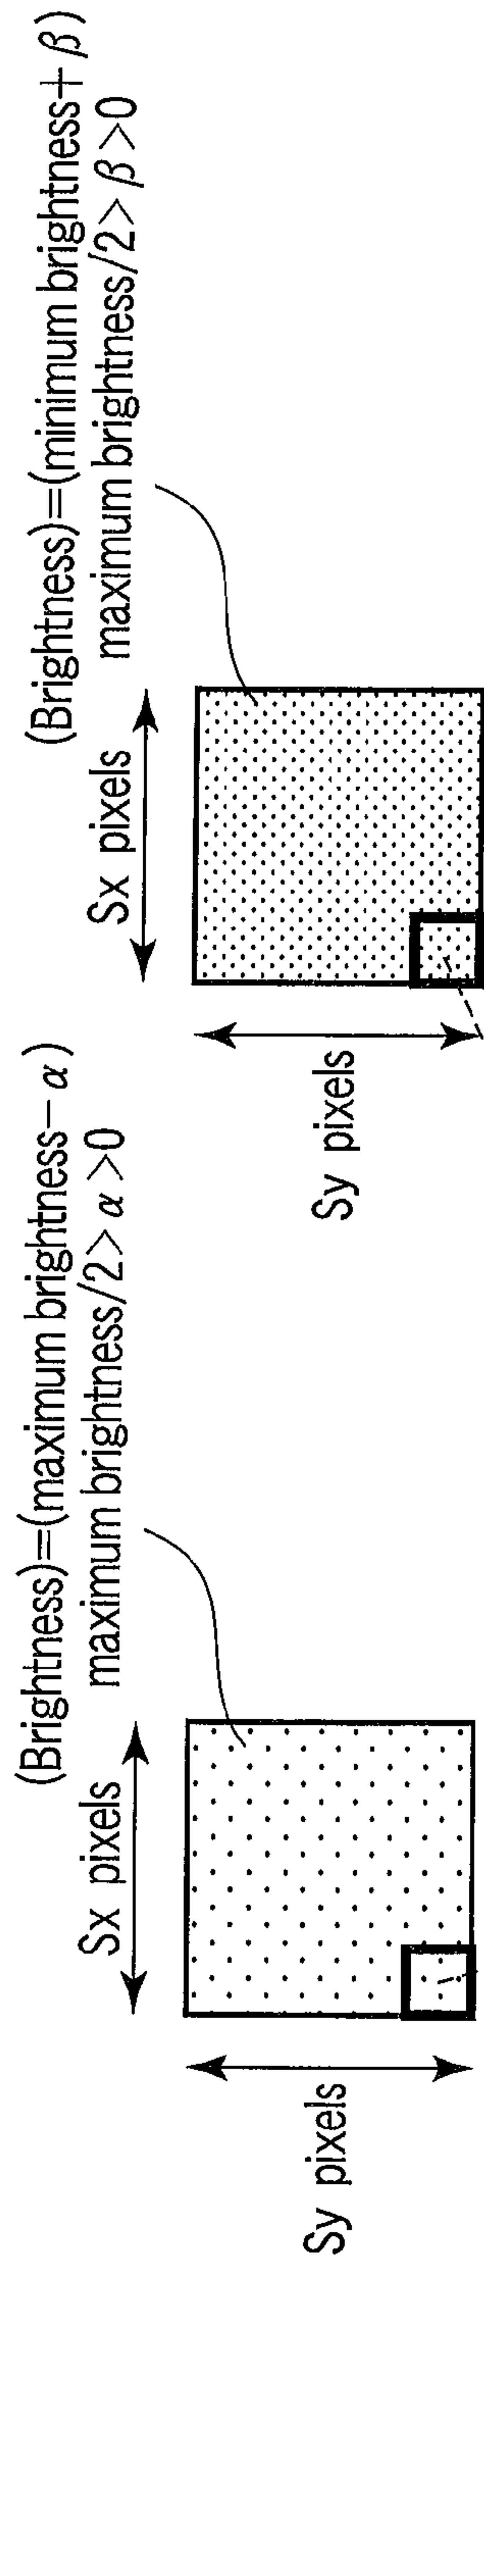 (Brightness)=(maximum brightness−α)
maximum brightness/2>α>0
Sx pixels
Sy pixels
(Brightness)=(minimum brightness+β)
maximum brightness/2>β>0
Sx pixels
Sy pixels